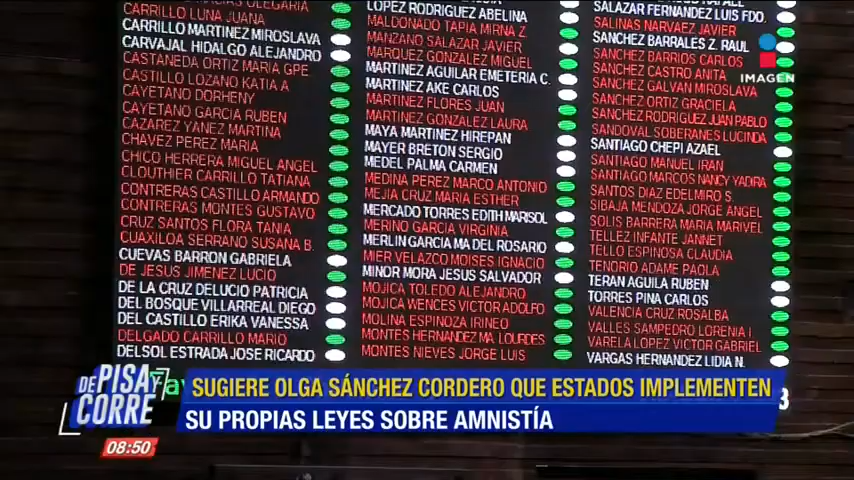 CARRILLO LUNA JUANA
CARRILLO MARTINEZ MIROSLAVA
CARVAJAL HIDALGO ALEJANDRO
CASTAÑEDA ORTIZ MARIA GPE.
CASTILLO LOZANO KATIA A.
CAYETANO DORHENY
CAYETANO GARCIA RUBEN
CAZAREZ YAÑEZ MARTINA
CHAVEZ PEREZ MARIA
CHICO HERRERA MIGUEL ANGEL
CLOUTHIER CARRILLO TATIANA
CONTRERAS CASTILLO ARMANDO
CONTRERAS MONTES GUSTAVO
CRUZ SANTOS FLORA TANIA
CUAXILOA SERRANO SUSANA B.
CUEVAS BARRON GABRIELA
DE JESUS JIMENEZ LUCIO
DE LA CRUZ DELUCIO PATRICIA
DEL BOSQUE VILLARREAL DIEGO
DEL CASTILLO ERIKA VANESSA
DELGADO CARRILLO MARIO
DELSOL ESTRADA JOSE RICARDO
LOPEZ RODRIGUEZ ABELINA
MALDONADO TAPIA MIRNA Z
MANZANO SALAZAR JAVIER
MARQUEZ GONZALEZ MIGUEL
MARTINEZ AGUILAR EMETERIA C.
MARTINEZ AKE CARLOS
MARTINEZ FLORES JUAN
MARTINEZ GONZALEZ LAURA
MAYA MARTINEZ HIREPAN
MAYER BRETON SERGIO
MEDEL PALMA CARMEN
MEDINA PEREZ MARCO ANTONIO
MEJIA CRUZ MARIA ESTHER
MERCADO TORRES EDITH MARISOL
MERINO GARCIA VIRGINIA
MERLIN GARCIA MA DEL ROSARIO
MIER VELAZCO MOISES IGNACIO
MINOR MORA JESUS SALVADOR
MOJICA TOLEDO ALEJANDRO
MOJICA WENCES VICTOR ADOLFO
MOLINA ESPINOZA IRINEO
MONTES HERNANDEZ MA LOURDES
MONTES NIEVES JORGE LUIS
SALAZAR FERNANDEZ LUIS FDO.
SALINAS NARVAEZ JAVIER
SANCHEZ BARRALES Z. RAUL
SANCHEZ BARRIOS CARLOS
SANCHEZ CASTRO ANITA
SANCHEZ GALVAN MIROSLAVA
SANCHEZ ORTIZ GRACIELA
SANCHEZ RODRIGUEZ JUAN PABLO
SANDOVAL SOBERANES LUCINDA
SANTIAGO CHEPI AZAEL
SANTIAGO MANUEL IRAN
SANTIAGO MARCOS NANCY YADIRA
SANTOS DIAZ EDELMIRO S.
SIBAJA MENDOZA JORGE ANGEL
SOLIS BARRERA MARIA MARIVEL
TELLEZ INFANTE JANNET
TELLO ESPINOSA CLAUDIA
TENORIO ADAME PAOLA
TERAN AGUILA RUBEN
TORRES PIÑA CARLOS
VALENCIA CRUZ ROSALBA
VALLES SAMPEDRO LORENIA I.
VARELA LOPEZ VICTOR GABRIEL
VARGAS HERNANDEZ LIDIA N.
IMAGEN
DE PISA Y
CORRE
08:50
SUGIERE OLGA SÁNCHEZ CORDERO QUE ESTADOS IMPLEMENTEN
SU PROPIAS LEYES SOBRE AMNISTÍA